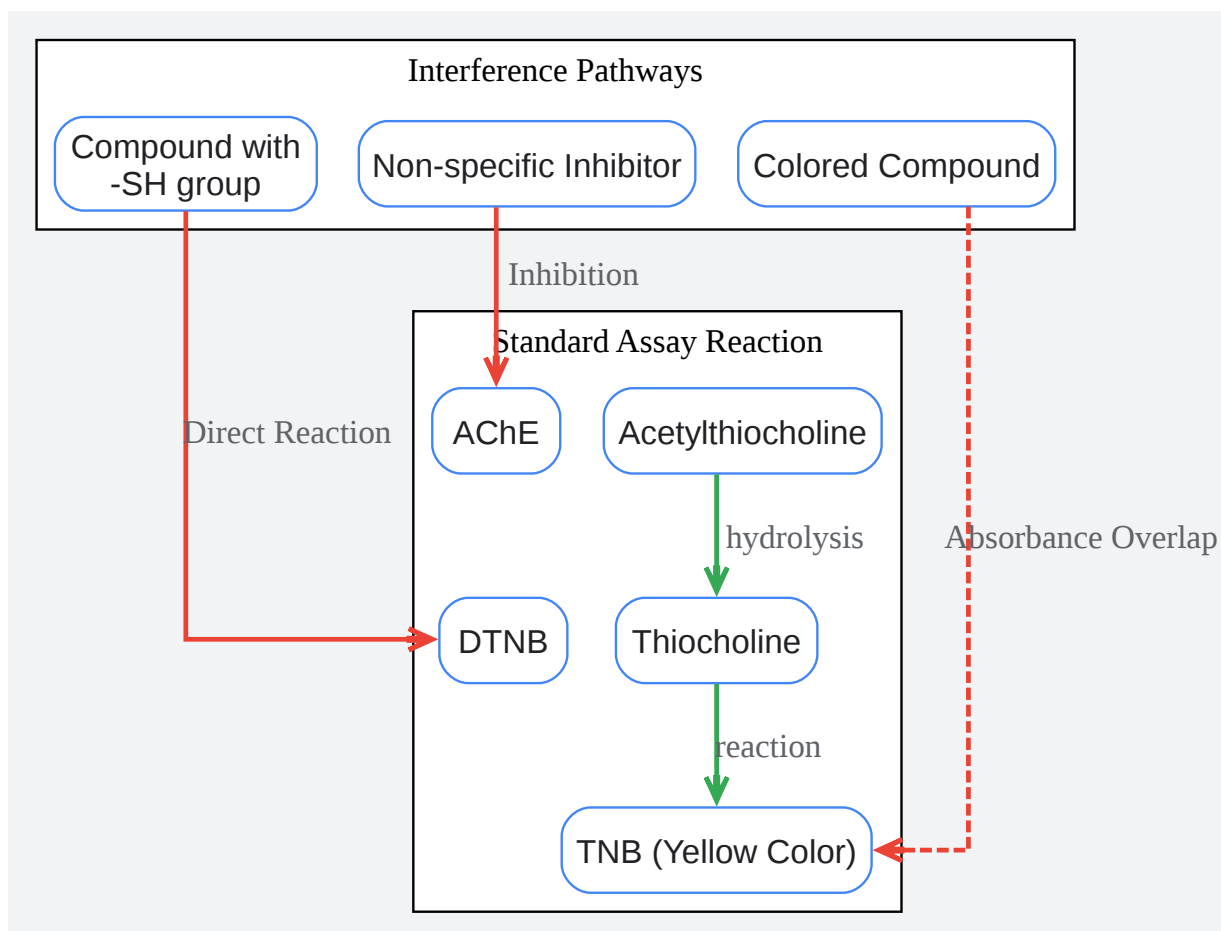 Interference Pathways
Compound with
-SH group
Non-specific Inhibitor
Colored Compound
Inhibition
Standard Assay Reaction
Direct Reaction
AChE
Acetylthiocholine
hydrolysis
Absorbance Overlap
DTNB
Thiocholine
reaction
TNB (Yellow Color)